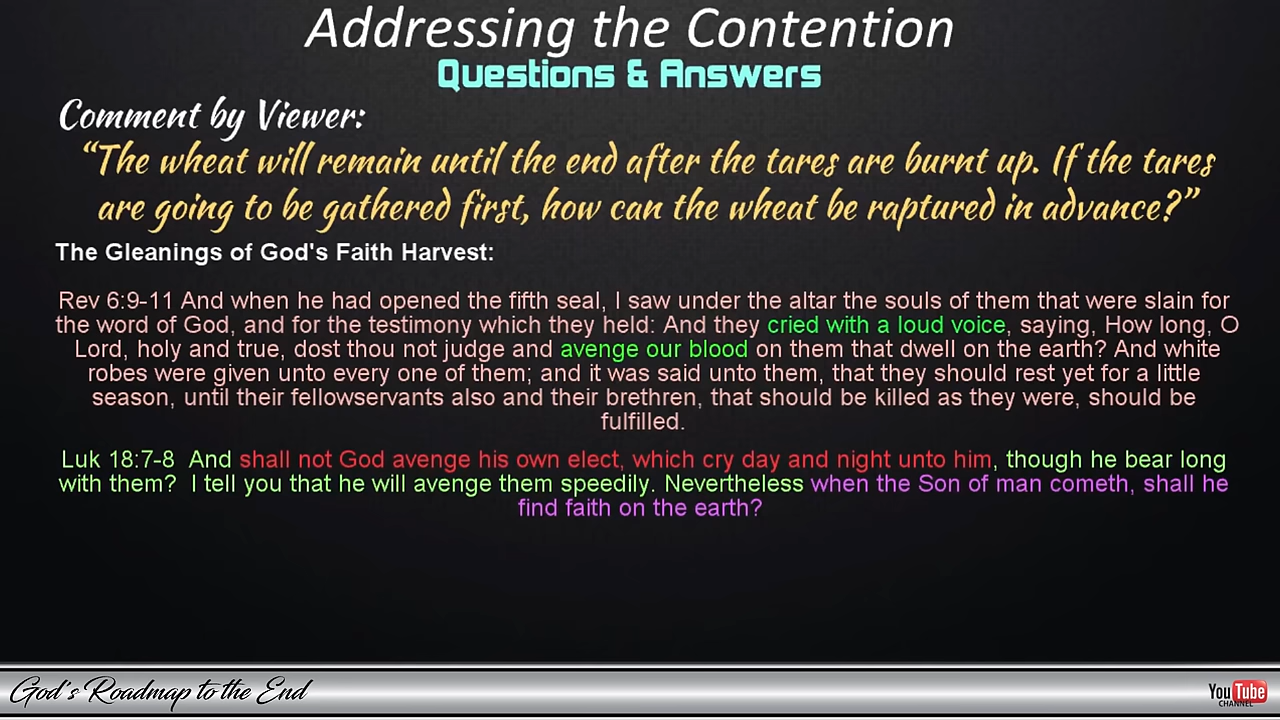 Addressing the Contention
Questions & Answers
Comment by Viewer:
“The wheat will remain until the end after the tares are burnt up. If the tares
are going to be gathered first, how can the wheat be raptured in advance?”
The Gleanings of God's Faith Harvest:
Rev 6:9-11 And when he had opened the fifth seal, I saw under the altar the souls of them that were slain for
the word of God, and for the testimony which they held: And they cried with a loud voice, saying, How long, O
Lord, holy and true, dost thou not judge and avenge our blood on them that dwell on the earth? And white
robes were given unto every one of them; and it was said unto them, that they should rest yet for a little
season, until their fellowservants also and their brethren, that should be killed as they were, should be
fulfilled.
Luk 18:7-8 And shall not God avenge his own elect, which cry day and night unto him, though he bear long
with them? I tell you that he will avenge them speedily. Nevertheless when the Son of man cometh, shall he
find faith on the earth?
God's Roadmap to the End
YouTube
CHANNEL